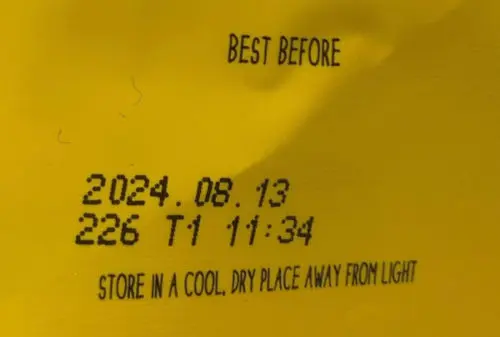 BEST BEFORE
2024.08.13
226 T1 11:34
STORE IN A COOL, DRY PLACE AWAY FROM LIGHT